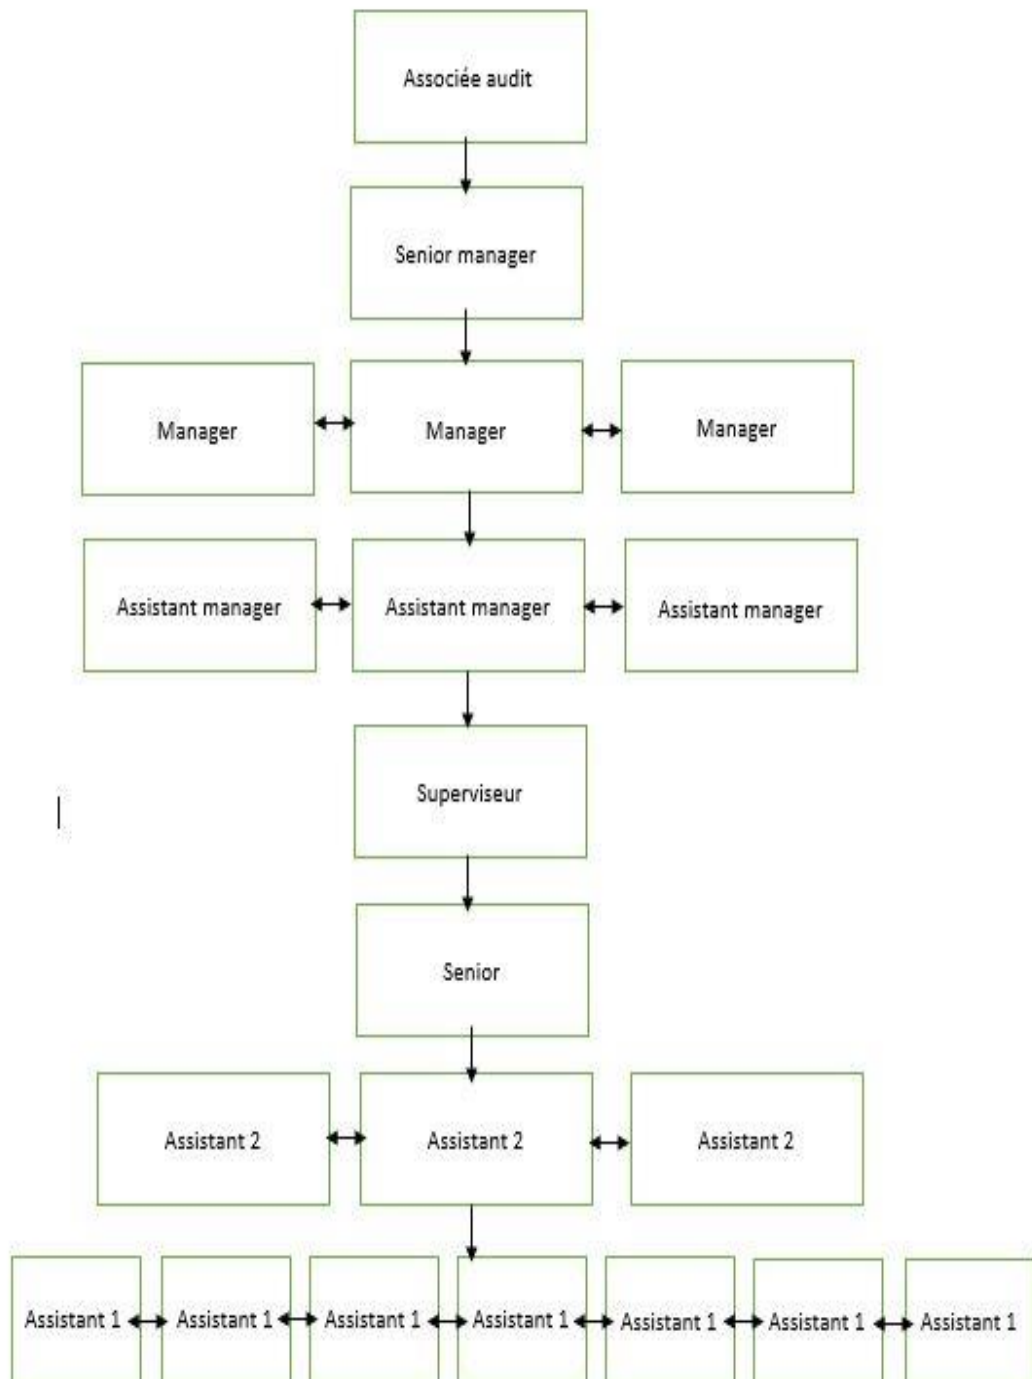 Associée audit
Senior manager
Manager
Manager
Manager
Assistant manager
Assistant manager
Assistant manager
Superviseur
Senior
Assistant 2
Assistant 2
Assistant 2
Assistant 1
Assistant 1
Assistant 1
Assistant 1
Assistant 1
Assistant 1
Assistant 1